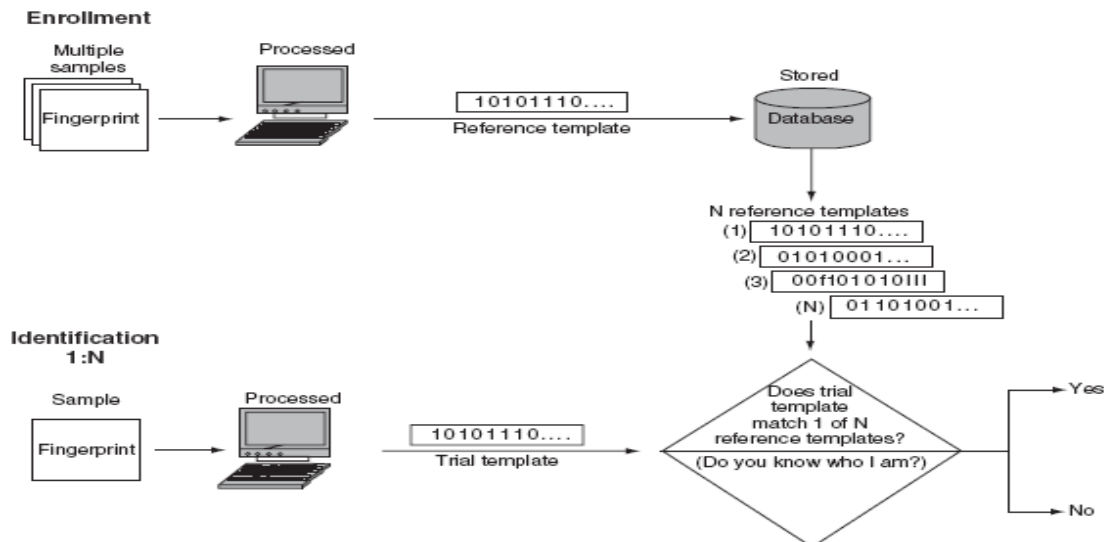 Enrollment
Multiple
samples
Fingerprint
Processed
10101110....
Reference template
Stored
Database
N reference templates
(1) 10101110....
(2) 01010001...
(3) 00f101010III
(N) 01101001...
Identification
1:N
Sample
Fingerprint
Processed
10101110....
Trial template
Does trial
template
match 1 of N
reference templates?
(Do you know who I am?)
Yes
No